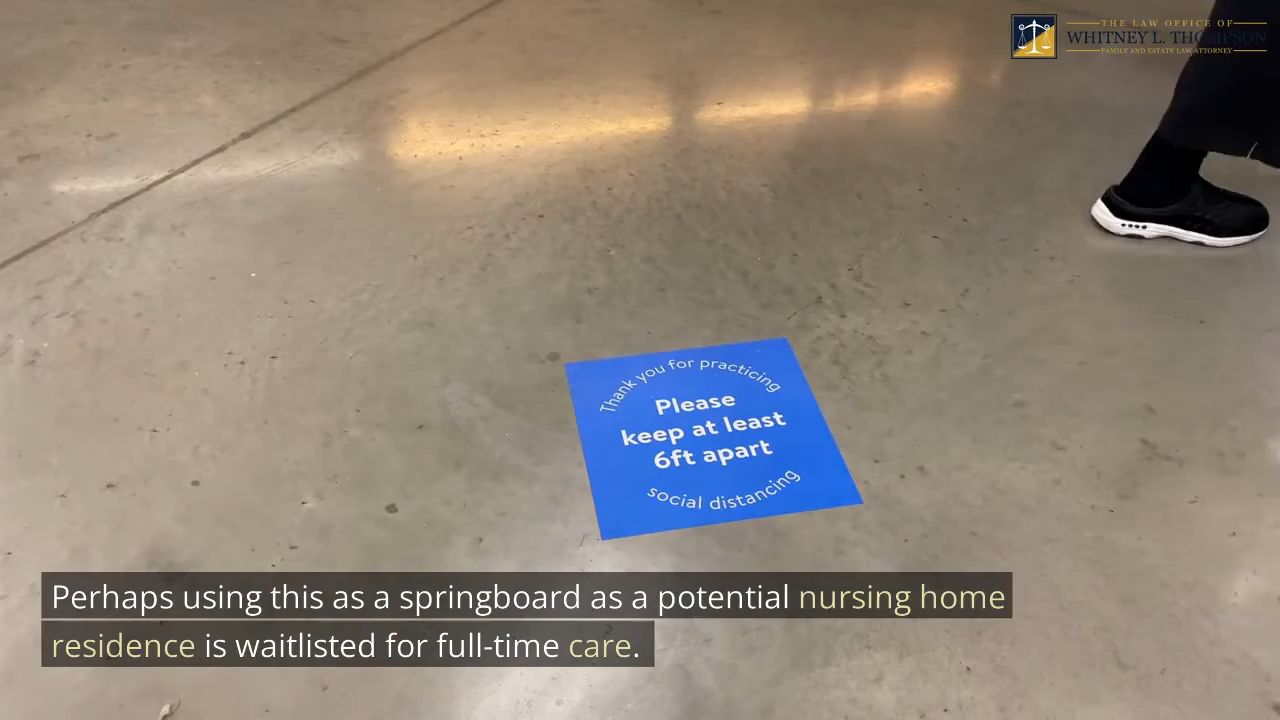 THE LAW OFFICE OF
WHITNEY L. THOMPSON
FAMILY AND ESTATE LAW ATTORNEY
Thank you for practicing
Please
keep at least
6ft apart
social distancing
Perhaps using this as a springboard as a potential nursing home
residence is waitlisted for full-time care.